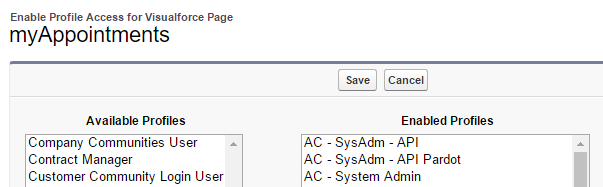 Enable Profile Access for Visualforce Page
myAppointments
Save Cancel
Available Profiles
Enabled Profiles
Company Communities User
Contract Manager
Customer Community Login User
AC - SysAdm - API
AC - SysAdm - API Pardot
AC - System Admin